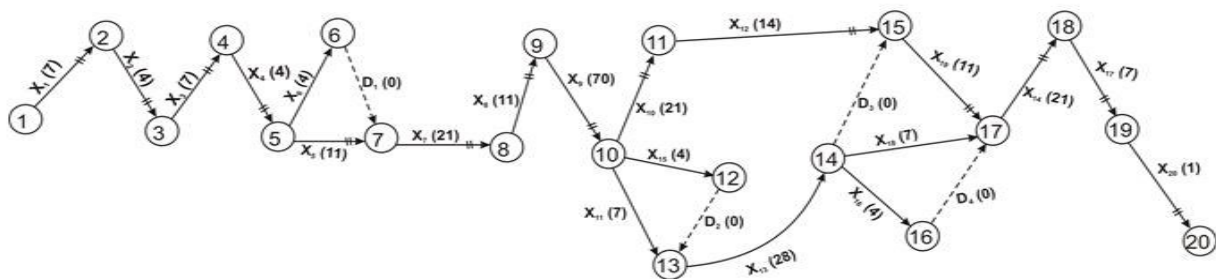 1
X₁ (7)
2
X₂ (4)
3
X₃ (7)
4
X₄ (4)
5
X₆ (4)
6
D₁ (0)
X₅ (11)
7
X₇ (21)
8
X₈ (11)
9
X₉ (70)
10
X₁₀ (21)
11
X₁₂ (14)
X₁₅ (4)
12
D₂ (0)
X₁₁ (7)
13
X₁₃ (28)
14
D₃ (0)
15
X₁₈ (7)
X₁₆ (4)
16
D₄ (0)
(11)
17
X₁₄ (21)
18
X₁₇ (7)
19
X₂₀ (1)
20